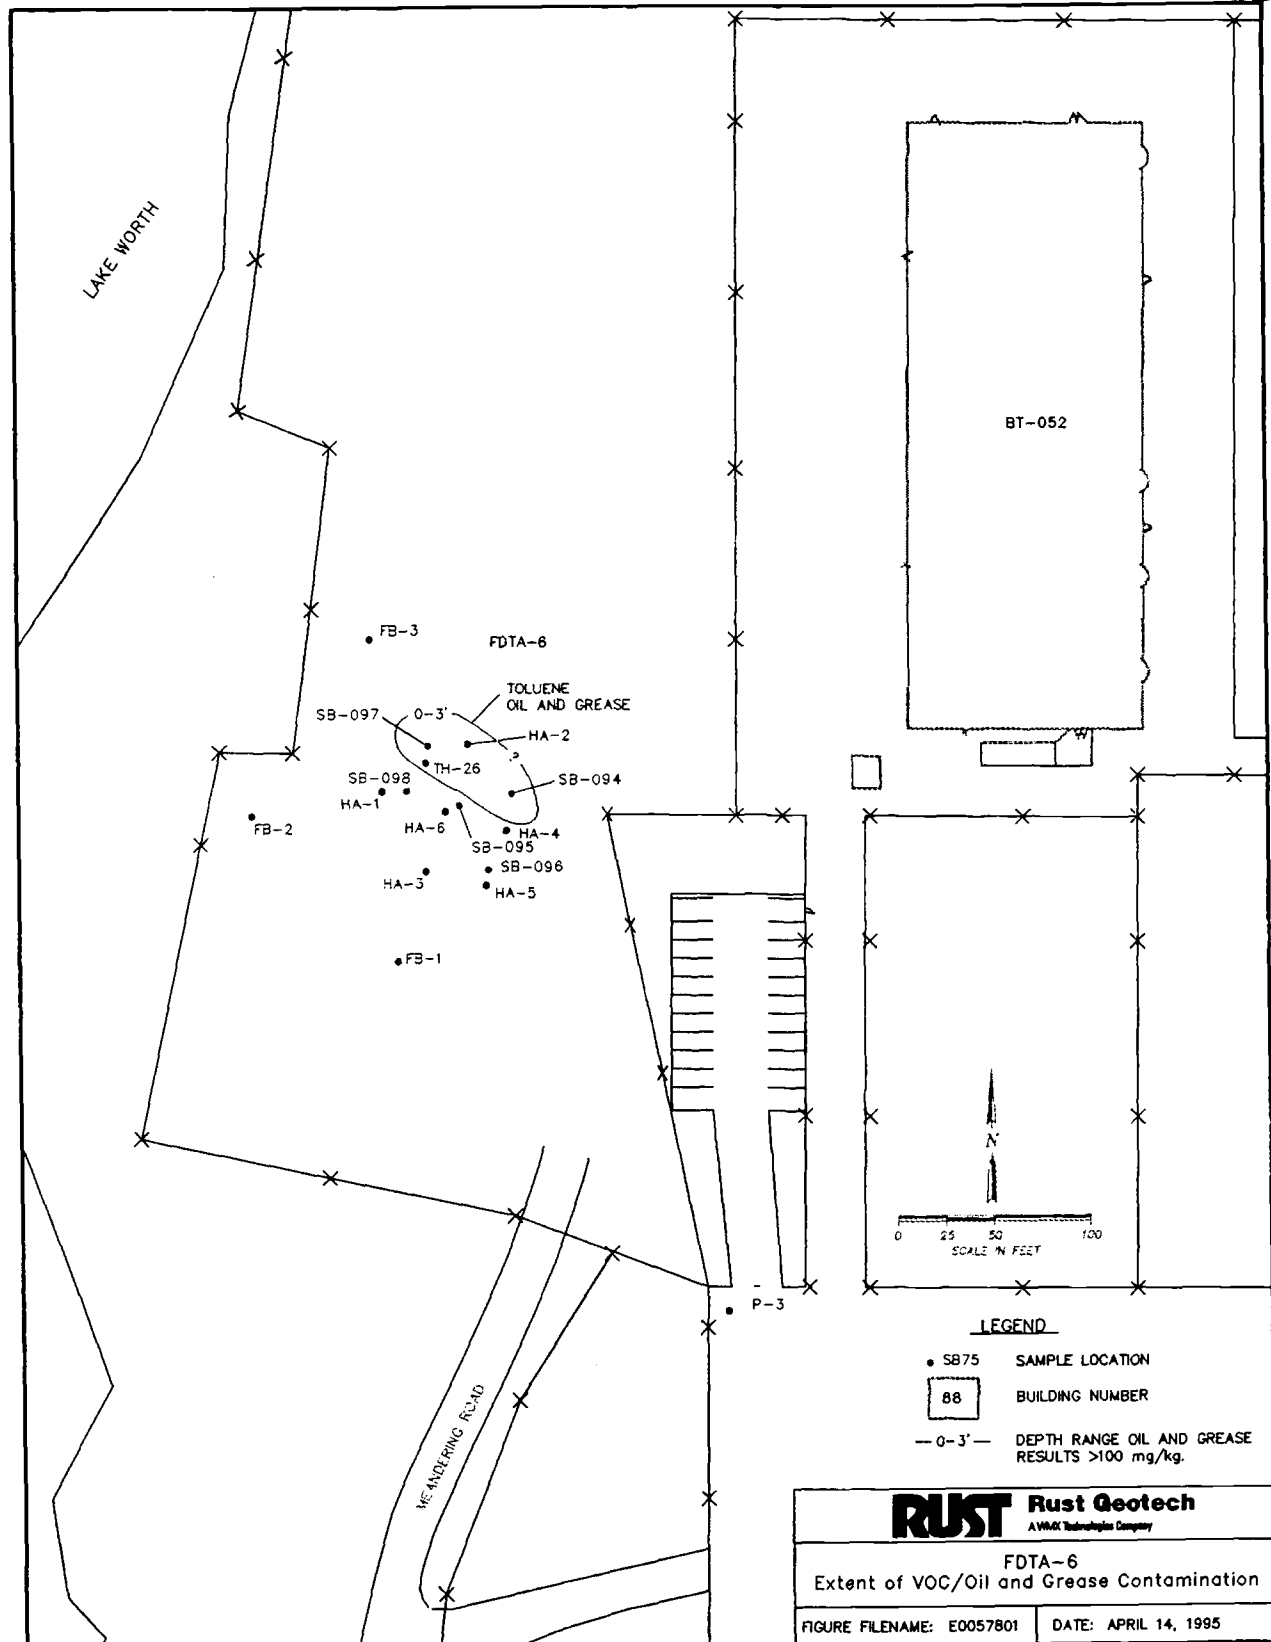 LAKE WORTH
BT-052
FB-3
FDTA-6
TOLUENE
OIL AND GREASE
0-3'
SB-097
HA-2
?
TH-26
SB-098
SB-094
HA-1
HA-6
FB-2
HA-4
SB-095
SB-096
HA-3
HA-5
FB-1
N
0 25 50 100
SCALE IN FEET
P-3
MEANDERING ROAD
LEGEND
SB75 SAMPLE LOCATION
88 BUILDING NUMBER
0-3' DEPTH RANGE OIL AND GREASE
RESULTS >100 mg/kg.
RUST Rust Geotech
A WMX Technologies Company
FDTA-6
Extent of VOC/Oil and Grease Contamination
FIGURE FILENAME: E0057801 DATE: APRIL 14, 1995